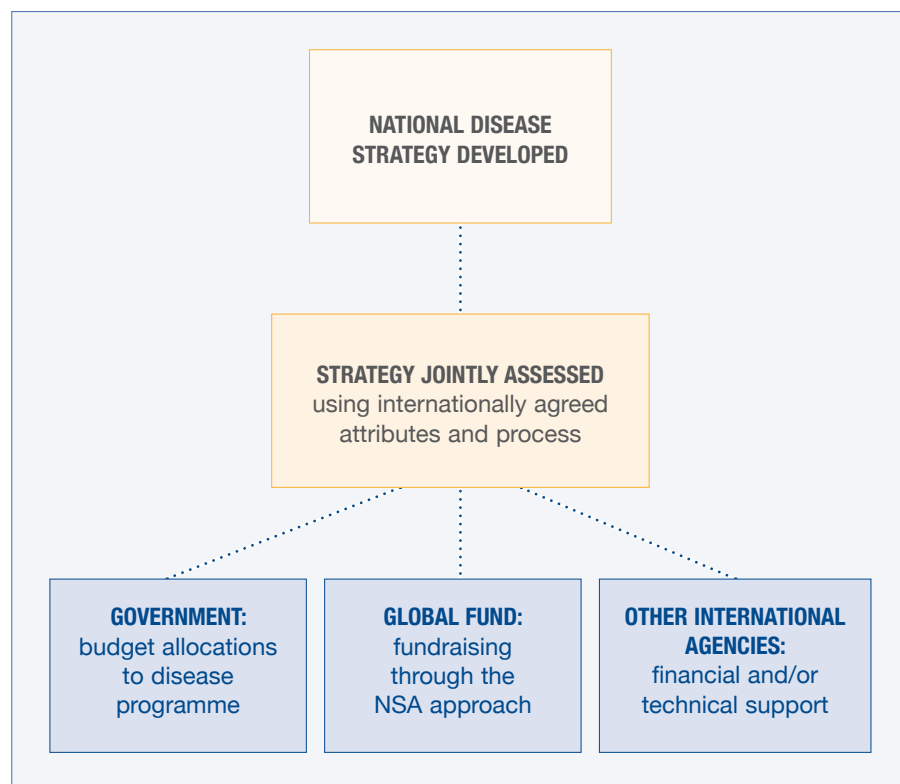 NATIONAL DISEASE
STRATEGY DEVELOPED
STRATEGY JOINTLY ASSESSED
using internationally agreed
attributes and process
GOVERNMENT:
budget allocations
to disease
programme
GLOBAL FUND:
fundraising
through the
NSA approach
OTHER INTERNATIONAL
AGENCIES:
financial and/or
technical support